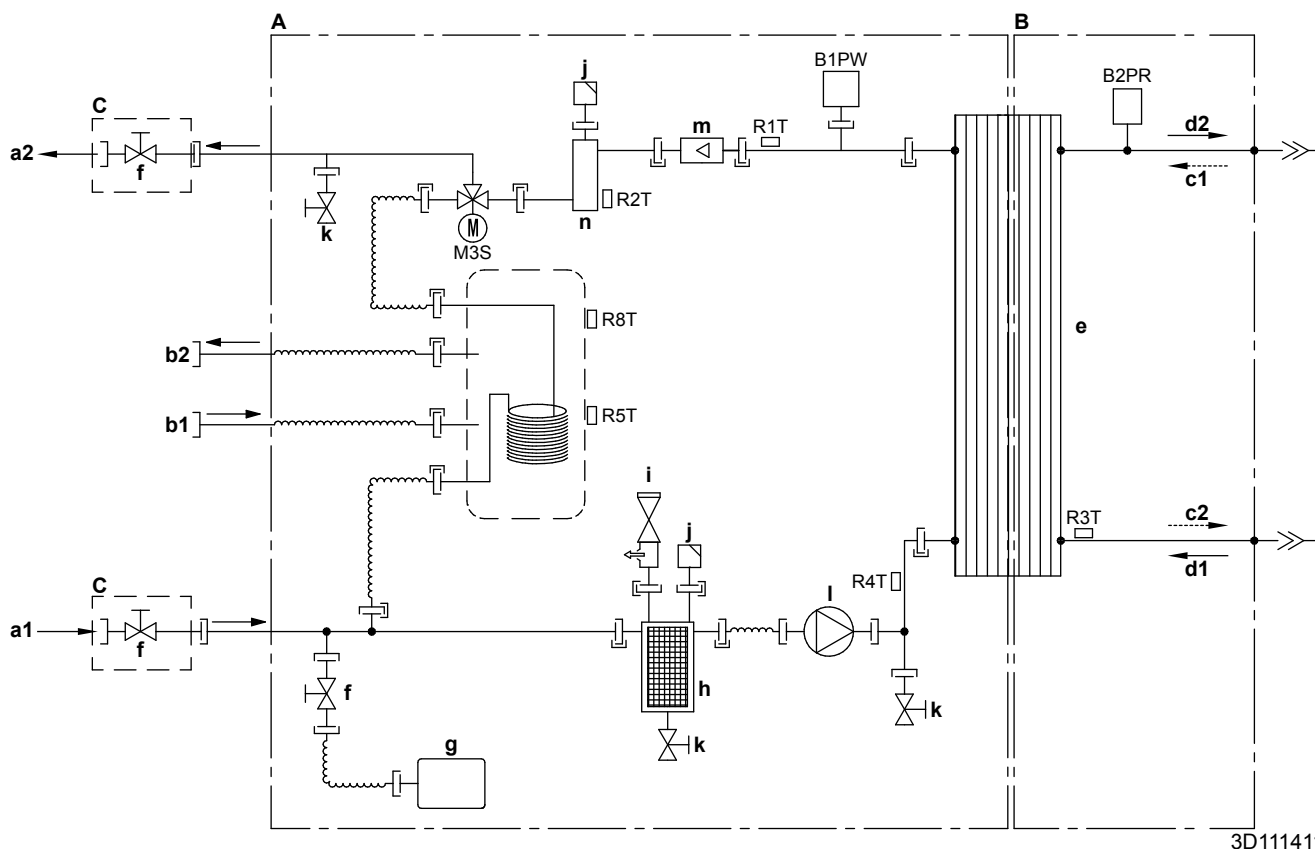 A
B
B1PW
B2PR
j
C
m
R1T
d2
a2
f
c1
k
R2T
n
M
M3S
R8T
e
b2
b1
R5T
i
R3T
c2
j
C
R4T
l
d1
a1
f
f
h
k
k
g
3D111411